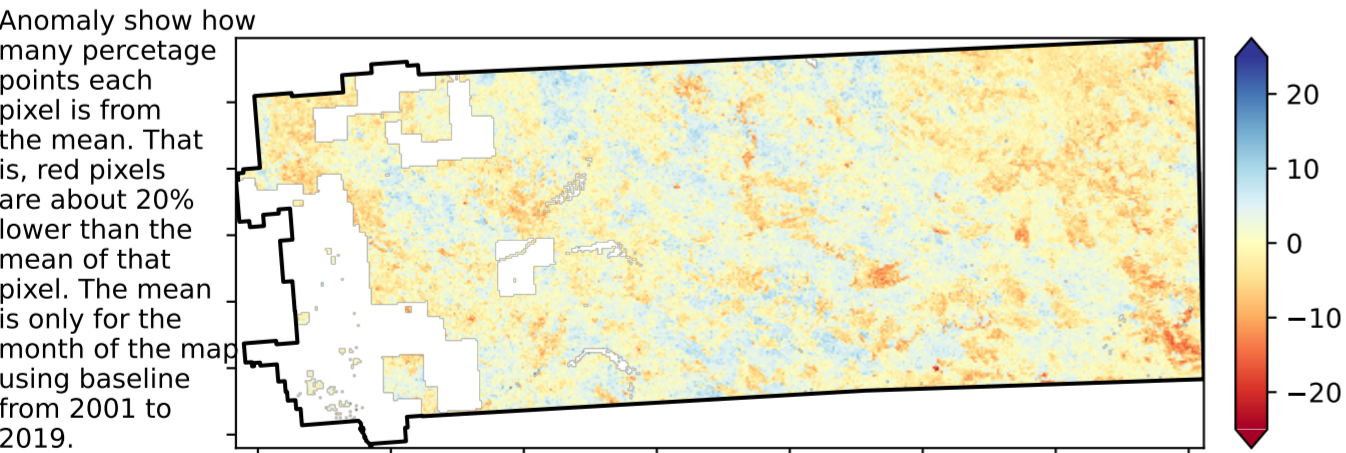 Anomaly show how
many percetage
points each
pixel is from
the mean. That
is, red pixels
are about 20%
lower than the
mean of that
pixel. The mean
is only for the
month of the map
using baseline
from 2001 to
2019.
20
10
0
−10
−20